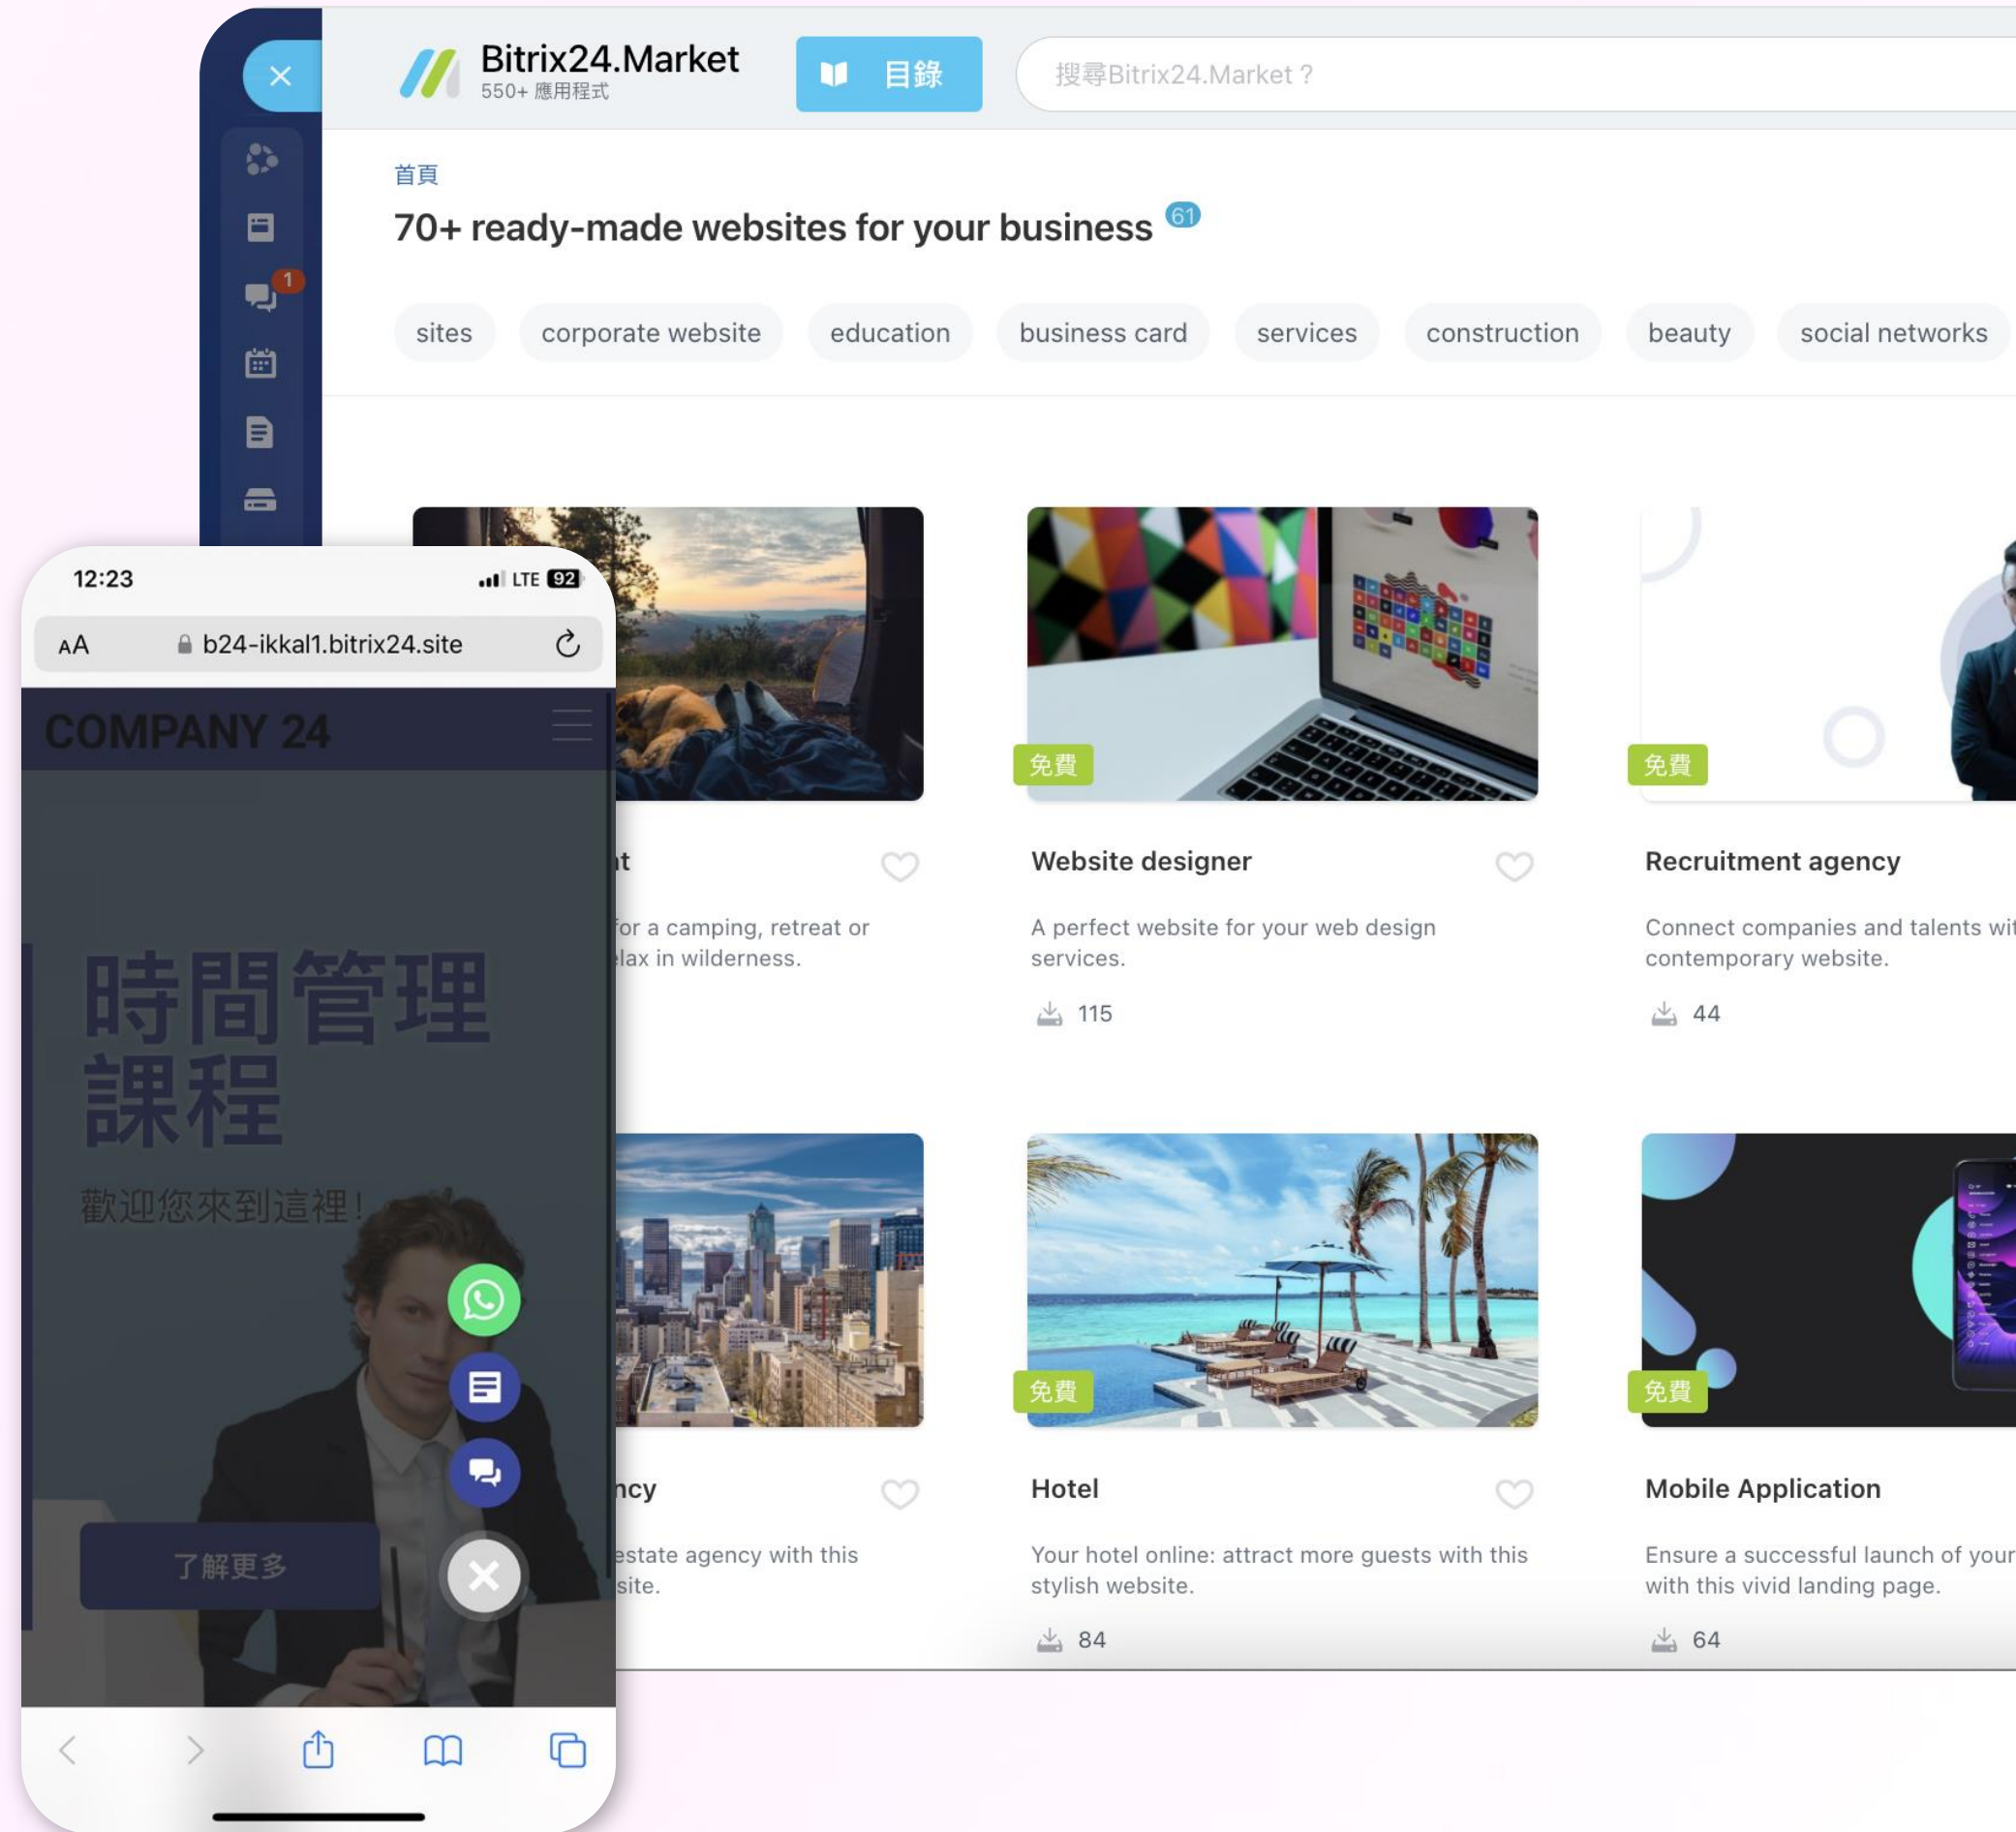 Bitrix24.Market
550+ 應用程式
目錄
搜尋Bitrix24.Market ?
首頁
70+ ready-made websites for your business 61
1
sites corporate website education business card services construction beauty social networks
免費
免費
Website designer
Recruitment agency
for a camping, retreat or
lax in wilderness.
A perfect website for your web design
services.
Connect companies and talents
contemporary website.
115
44
免費
免費
Hotel
Mobile Application
estate agency with this
site.
Your hotel online: attract more guests with this
stylish website.
Ensure a successful launch of your
with this vivid landing page.
84
64
12:23
LTE 92
AA b24-ikkal1.bitrix24.site
COMPANY 24
時間管理
課程
歡迎您來到這裡!
了解更多